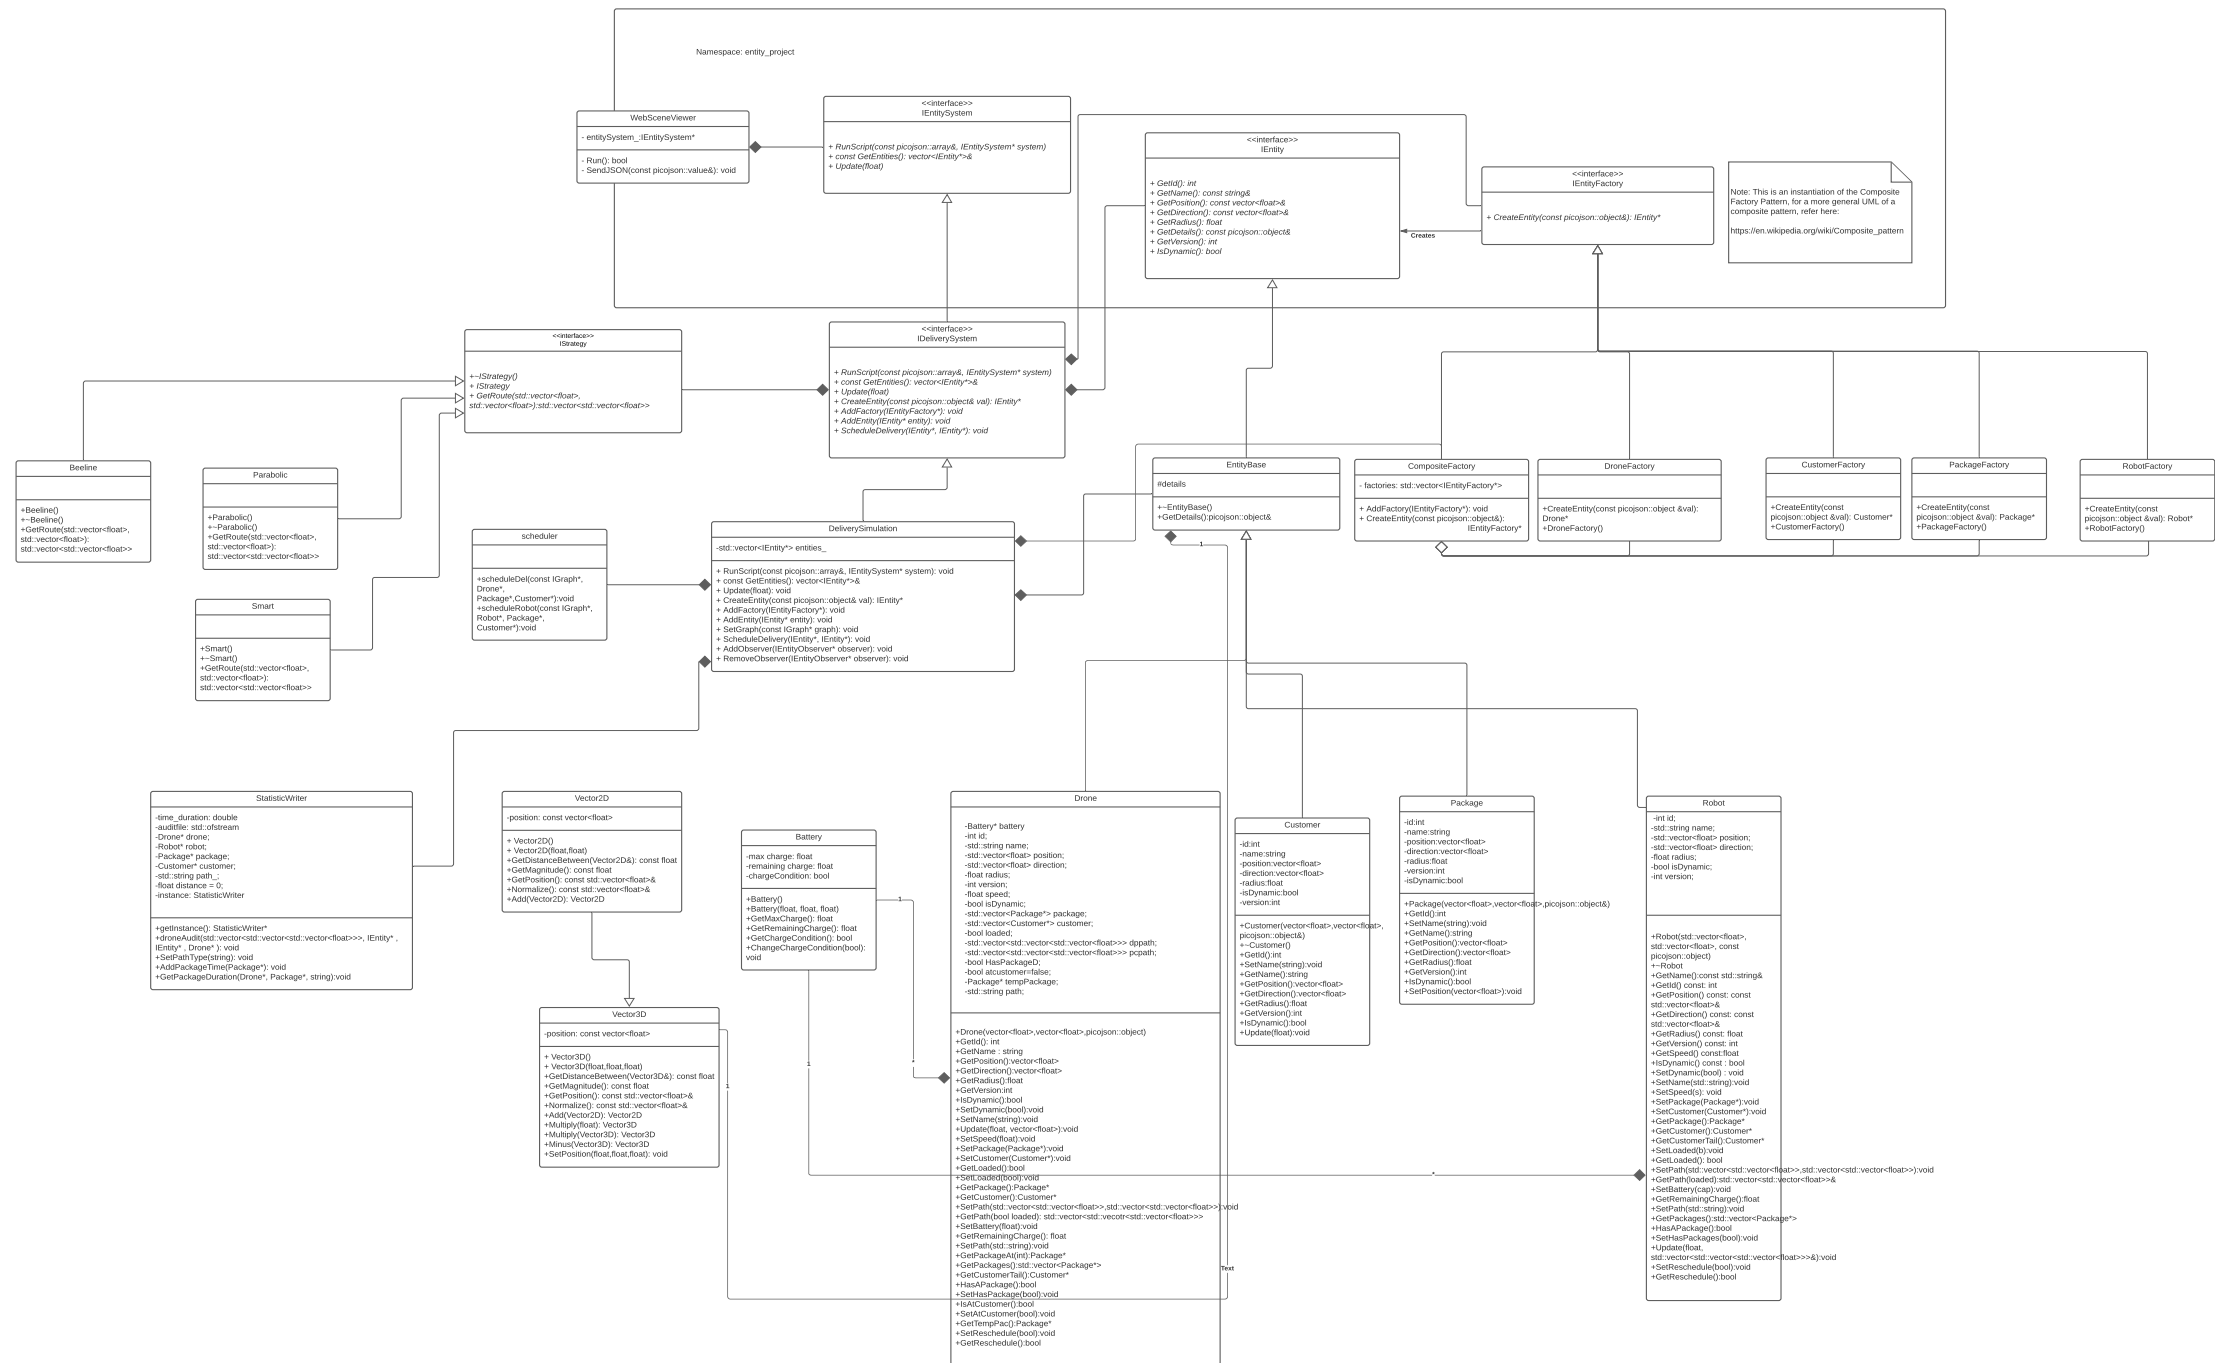 Namespace: entity_project
WebSceneViewer
- entitySystem_:IEntitySystem*
- Run(): bool
- SendJSON(const picojson::value&): void
<<interface>>
IEntitySystem
+ RunScript(const picojson::array&, IEntitySystem* system)
+ const GetEntities(): vector<IEntity*>&
+ Update(float)
<<interface>>
IEntity
+ GetId(): int
+ GetName(): const string&
+ GetPosition(): const vector<float>&
+ GetDirection(): const vector<float>&
+ GetRadius(): float
+ GetDetails(): const picojson::object&
+ GetVersion(): int
+ IsDynamic(): bool
Creates
<<interface>>
IEntityFactory
+ CreateEntity(const picojson::object&): IEntity*
Note: This is an instantiation of the Composite
Factory Pattern, for a more general UML of a
composite pattern, refer here:
https://en.wikipedia.org/wiki/Composite_pattern
<<interface>>
IStrategy
+~IStrategy()
+ IStrategy
+ GetRoute(std::vector<float>,
std::vector<float>):std::vector<std::vector<float>>
<<interface>>
IDeliverySystem
+ RunScript(const picojson::array&, IEntitySystem* system)
+ const GetEntities(): vector<IEntity*>&
+ Update(float)
+ CreateEntity(const picojson::object& val): IEntity*
+ AddFactory(IEntityFactory*): void
+ AddEntity(IEntity* entity): void
+ ScheduleDelivery(IEntity*, IEntity*): void
Beeline
+Beeline()
+~Beeline()
+GetRoute(std::vector<float>,
std::vector<float>):
std::vector<std::vector<float>>
Parabolic
+Parabolic()
+~Parabolic()
+GetRoute(std::vector<float>,
std::vector<float>):
std::vector<std::vector<float>>
Smart
+Smart()
+~Smart()
+GetRoute(std::vector<float>,
std::vector<float>):
std::vector<std::vector<float>>
scheduler
+scheduleDel(const IGraph*,
Drone*,
Package*,Customer*):void
+scheduleRobot(const IGraph*,
Robot*, Package*,
Customer*):void
DeliverySimulation
-std::vector<IEntity*> entities_
+ RunScript(const picojson::array&, IEntitySystem* system): void
+ const GetEntities(): vector<IEntity*>&
+ Update(float): void
+ CreateEntity(const picojson::object& val): IEntity*
+ AddFactory(IEntityFactory*): void
+ AddEntity(IEntity* entity): void
+ SetGraph(const IGraph* graph): void
+ ScheduleDelivery(IEntity*, IEntity*): void
+ AddObserver(IEntityObserver* observer): void
+ RemoveObserver(IEntityObserver* observer): void
EntityBase
#details
+~EntityBase()
+GetDetails():picojson::object&
1
CompositeFactory
- factories: std::vector<IEntityFactory*>
+ AddFactory(IEntityFactory*): void
+ CreateEntity(const picojson::object&):
IEntityFactory*
DroneFactory
+CreateEntity(const picojson::object &val):
Drone*
+DroneFactory()
CustomerFactory
+CreateEntity(const
picojson::object &val): Customer*
+CustomerFactory()
PackageFactory
+CreateEntity(const
picojson::object &val): Package*
+PackageFactory()
RobotFactory
+CreateEntity(const
picojson::object &val): Robot*
+RobotFactory()
StatisticWriter
-time_duration: double
-auditfile: std::ofstream
-Drone* drone;
-Robot* robot;
-Package* package;
-Customer* customer;
-std::string path_;
-float distance = 0;
-instance: StatisticWriter
+getInstance(): StatisticWriter*
+droneAudit(std::vector<std::vector<std::vector<float>>>, IEntity* ,
IEntity* , Drone* ): void
+SetPathType(string): void
+AddPackageTime(Package*): void
+GetPackageDuration(Drone*, Package*, string):void
Vector2D
-position: const vector<float>
+ Vector2D()
+ Vector2D(float,float)
+GetDistanceBetween(Vector2D&): const float
+GetMagnitude(): const float
+GetPosition(): const std::vector<float>&
+Normalize(): const std::vector<float>&
+Add(Vector2D): Vector2D
Vector3D
-position: const vector<float>
+ Vector3D()
+ Vector3D(float,float,float)
+GetDistanceBetween(Vector3D&): const float
+GetMagnitude(): const float
+GetPosition(): const std::vector<float>&
+Normalize(): const std::vector<float>&
+Add(Vector2D): Vector2D
+Multiply(float): Vector3D
+Multiply(Vector3D): Vector3D
+Minus(Vector3D): Vector3D
+SetPosition(float,float,float): void
1
Battery
-max charge: float
-remaining charge: float
-chargeCondition: bool
+Battery()
+Battery(float, float, float)
+GetMaxCharge(): float
+GetRemainingCharge(): float
+GetChargeCondition(): bool
+ChangeChargeCondition(bool):
void
1
*
1
*
Drone
-Battery* battery
-int id;
-std::string name;
-std::vector<float> position;
-std::vector<float> direction;
-float radius;
-int version;
-float speed;
-bool isDynamic;
-std::vector<Package*> package;
-std::vector<Customer*> customer;
-bool loaded;
-std::vector<std::vector<std::vector<float>>> dppath;
-std::vector<std::vector<std::vector<float>>> pcpath;
-bool HasPackageD;
-bool atcustomer=false;
-Package* tempPackage;
-std::string path;
+Drone(vector<float>,vector<float>,picojson::object)
+GetId(): int
+GetName : string
+GetPosition():vector<float>
+GetDirection():vector<float>
+GetRadius():float
+GetVersion:int
+IsDynamic():bool
+SetDynamic(bool):void
+SetName(string):void
+Update(float, vector<float>):void
+SetSpeed(float):void
+SetPackage(Package*):void
+SetCustomer(Customer*):void
+GetLoaded():bool
+SetLoaded(bool):void
+GetPackage():Package*
+GetCustomer():Customer*
+SetPath(std::vector<std::vector<float>>,std::vector<std::vector<float>>):void
+GetPath(bool loaded): std::vector<std::vecotr<std::vector<float>>>
+SetBattery(float):void
+GetRemainingCharge(): float
+SetPath(std::string):void
+GetPackageAt(int):Package*
+GetPackages():std::vector<Package*>
+GetCustomerTail():Customer*
+HasAPackage():bool
+SetHasPackage(bool):void
+IsAtCustomer():bool
+SetAtCustomer(bool):void
+GetTempPac():Package*
+SetReschedule(bool):void
+GetReschedule():bool
Text
Customer
-id:int
-name:string
-position:vector<float>
-direction:vector<float>
-radius:float
-isDynamic:bool
-version:int
+Customer(vector<float>,vector<float>,
picojson::object&)
+~Customer()
+GetId():int
+SetName(string):void
+GetName():string
+GetPosition():vector<float>
+GetDirection():vector<float>
+GetRadius():float
+GetVersion():int
+IsDynamic():bool
+Update(float):void
Package
-id:int
-name:string
-position:vector<float>
-direction:vector<float>
-radius:float
-version:int
-isDynamic:bool
+Package(vector<float>,vector<float>,picojson::object&)
+GetId():int
+SetName(string):void
+GetName():string
+GetPosition():vector<float>
+GetDirection():vector<float>
+GetRadius():float
+GetVersion():int
+IsDynamic():bool
+SetPosition(vector<float>):void
Robot
-int id;
-std::string name;
-std::vector<float> position;
-std::vector<float> direction;
-float radius;
-bool isDynamic;
-int version;
+Robot(std::vector<float>,
std::vector<float>, const
picojson::object)
+~Robot
+GetName():const std::string&
+GetId() const: int
+GetPosition() const: const
std::vector<float>&
+GetDirection() const: const
std::vector<float>&
+GetRadius() const: float
+GetVersion() const: int
+GetSpeed() const:float
+IsDynamic() const : bool
+SetDynamic(bool) : void
+SetName(std::string):void
+SetSpeed(s): void
+SetPackage(Package*):void
+SetCustomer(Customer*):void
+GetPackage():Package*
+GetCustomer():Customer*
+GetCustomerTail():Customer*
+SetLoaded(b):void
+GetLoaded(): bool
+SetPath(std::vector<std::vector<float>>,std::vector<std::vector<float>>):void
+GetPath(loaded):std::vector<std::vector<float>>&
+SetBattery(cap):void
+GetRemainingCharge():float
+SetPath(std::string):void
+GetPackages():std::vector<Package*>
+HasAPackage():bool
+SetHasPackages(bool):void
+Update(float,
std::vector<std::vector<std::vector<float>>>&):void
+SetReschedule(bool):void
+GetReschedule():bool